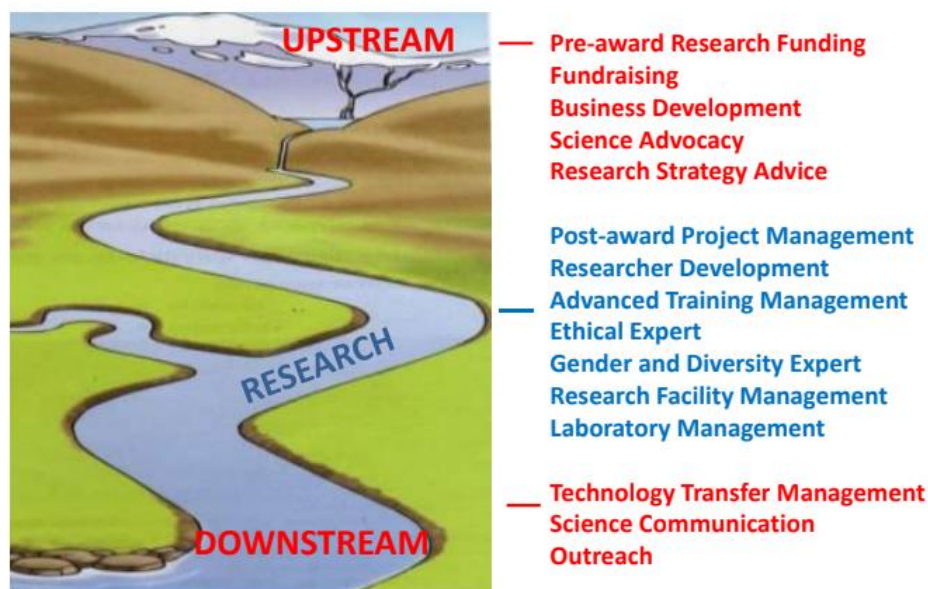 UPSTREAM
Pre-award Research Funding
Fundraising
Business Development
Science Advocacy
Research Strategy Advice
Post-award Project Management
Researcher Development
Advanced Training Management
Ethical Expert
Gender and Diversity Expert
Research Facility Management
Laboratory Management
RESEARCH
Technology Transfer Management
Science Communication
Outreach
DOWNSTREAM